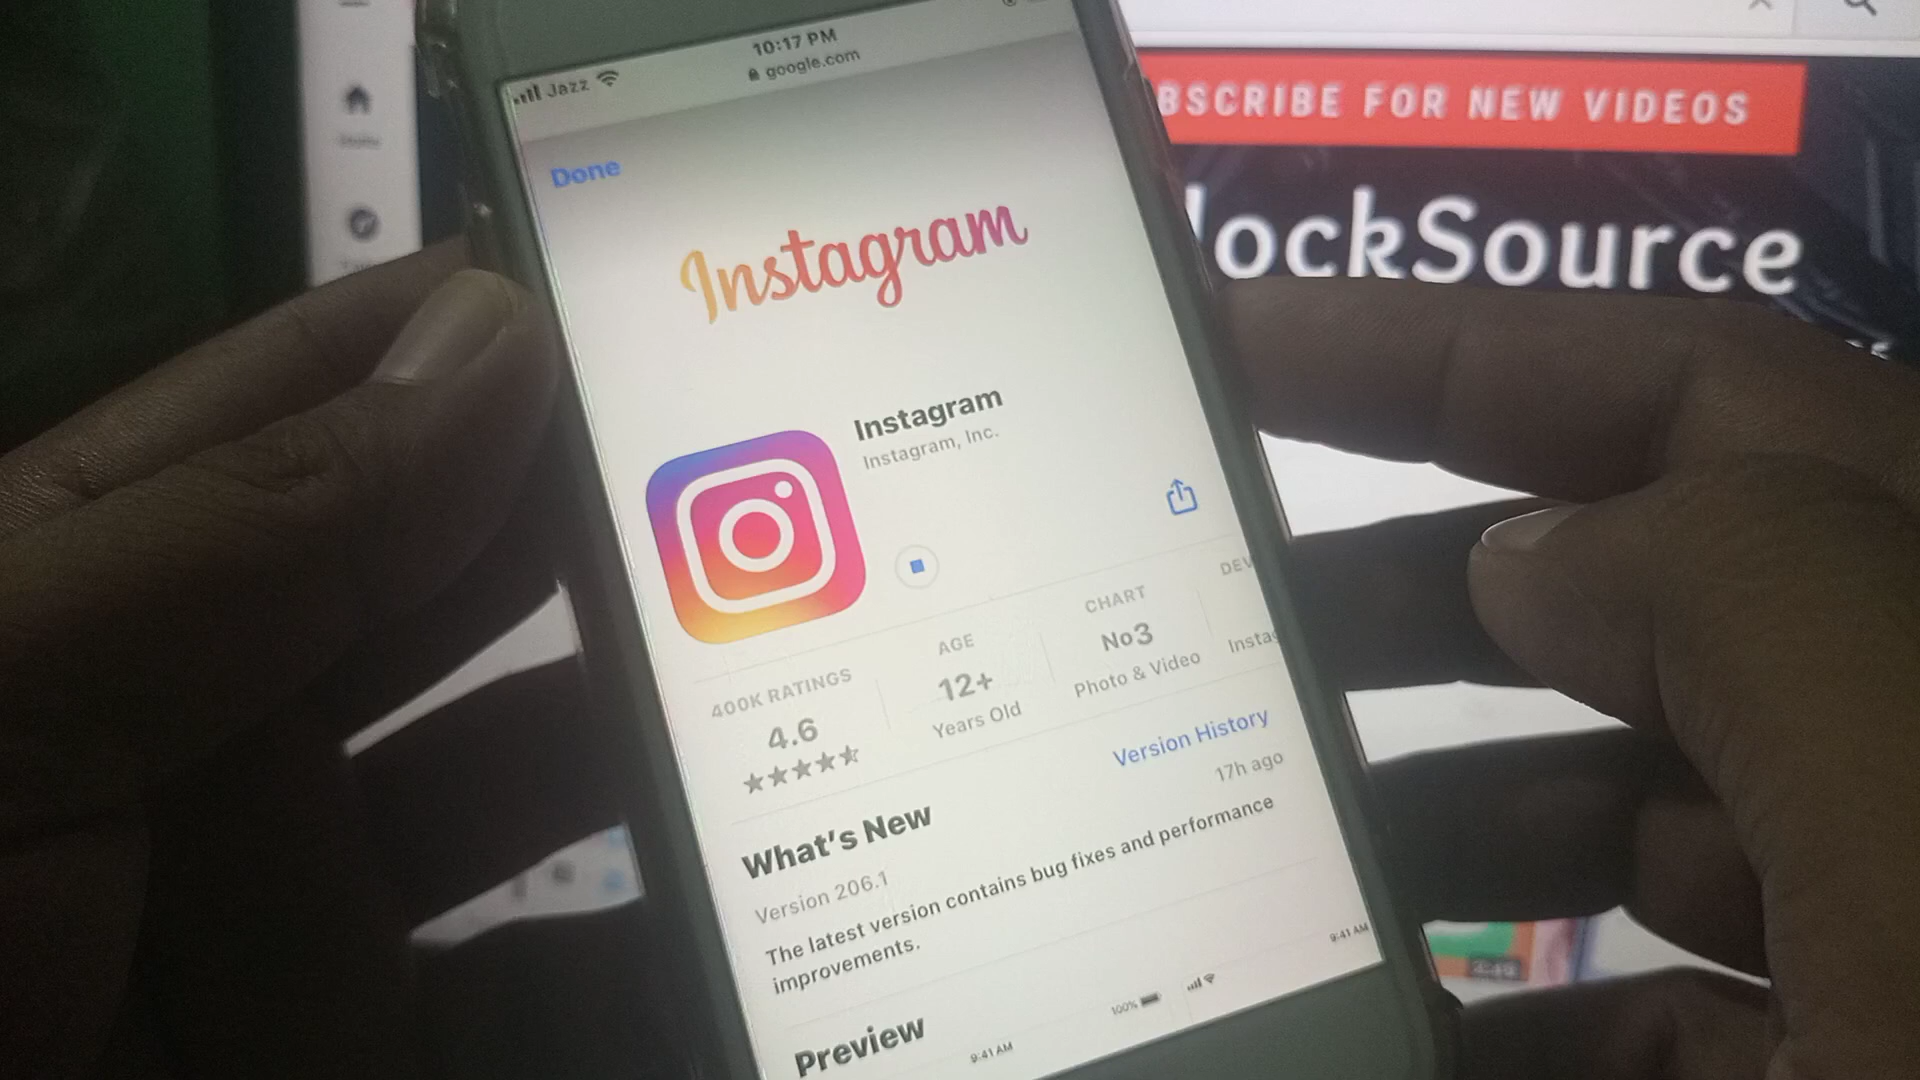 10:17 PM
Jazz
google.com
Done
Instagram
Instagram
Instagram, Inc.
400K RATINGS
4.6
AGE
12+
Years Old
CHART
No3
Photo & Video
DEV
Insta
What's New
Version History
Version 206.1
17h ago
The latest version contains bug fixes and performance
improvements.
Preview
9:41 AM
100%
9:41 AM
BSCRIBE FOR NEW VIDEOS
lockSource